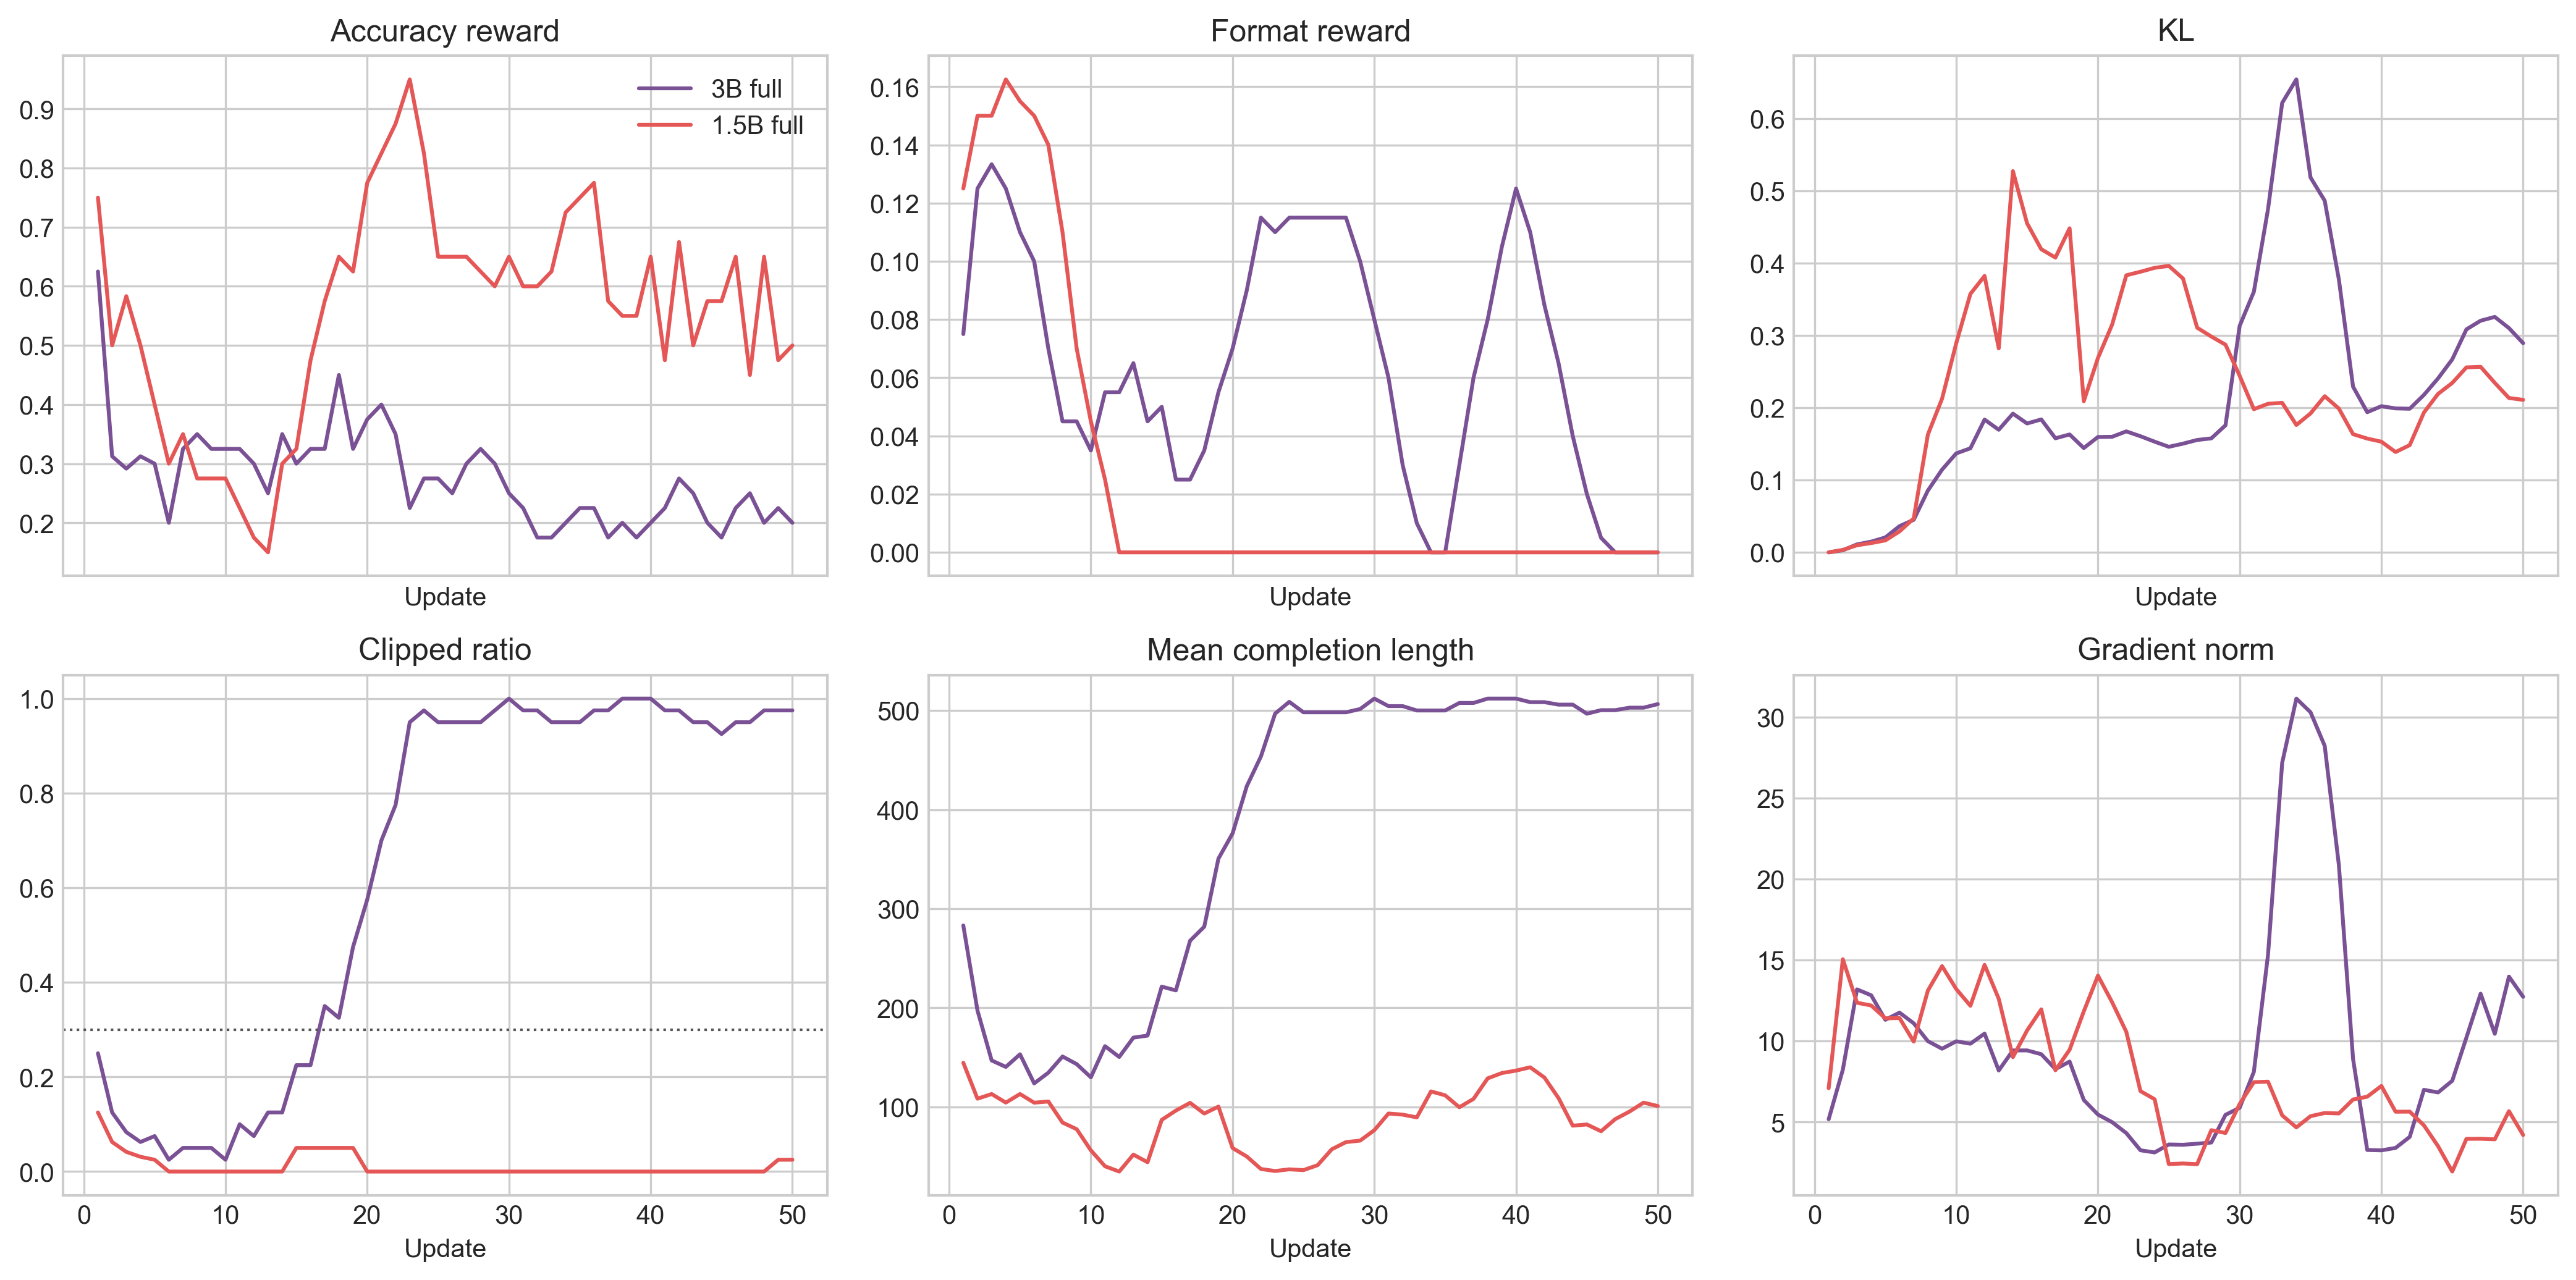 Accuracy reward
0.9
0.8
0.7
0.6
0.5
0.4
0.3
0.2
3B full
1.5B full
Update
Format reward
0.16
0.14
0.12
0.10
0.08
0.06
0.04
0.02
0.00
Update
KL
0.6
0.5
0.4
0.3
0.2
0.1
0.0
Update
Clipped ratio
1.0
0.8
0.6
0.4
0.2
0.0
0 10 20 30 40 50
Update
Mean completion length
500
400
300
200
100
0 10 20 30 40 50
Update
Gradient norm
30
25
20
15
10
5
0 10 20 30 40 50
Update